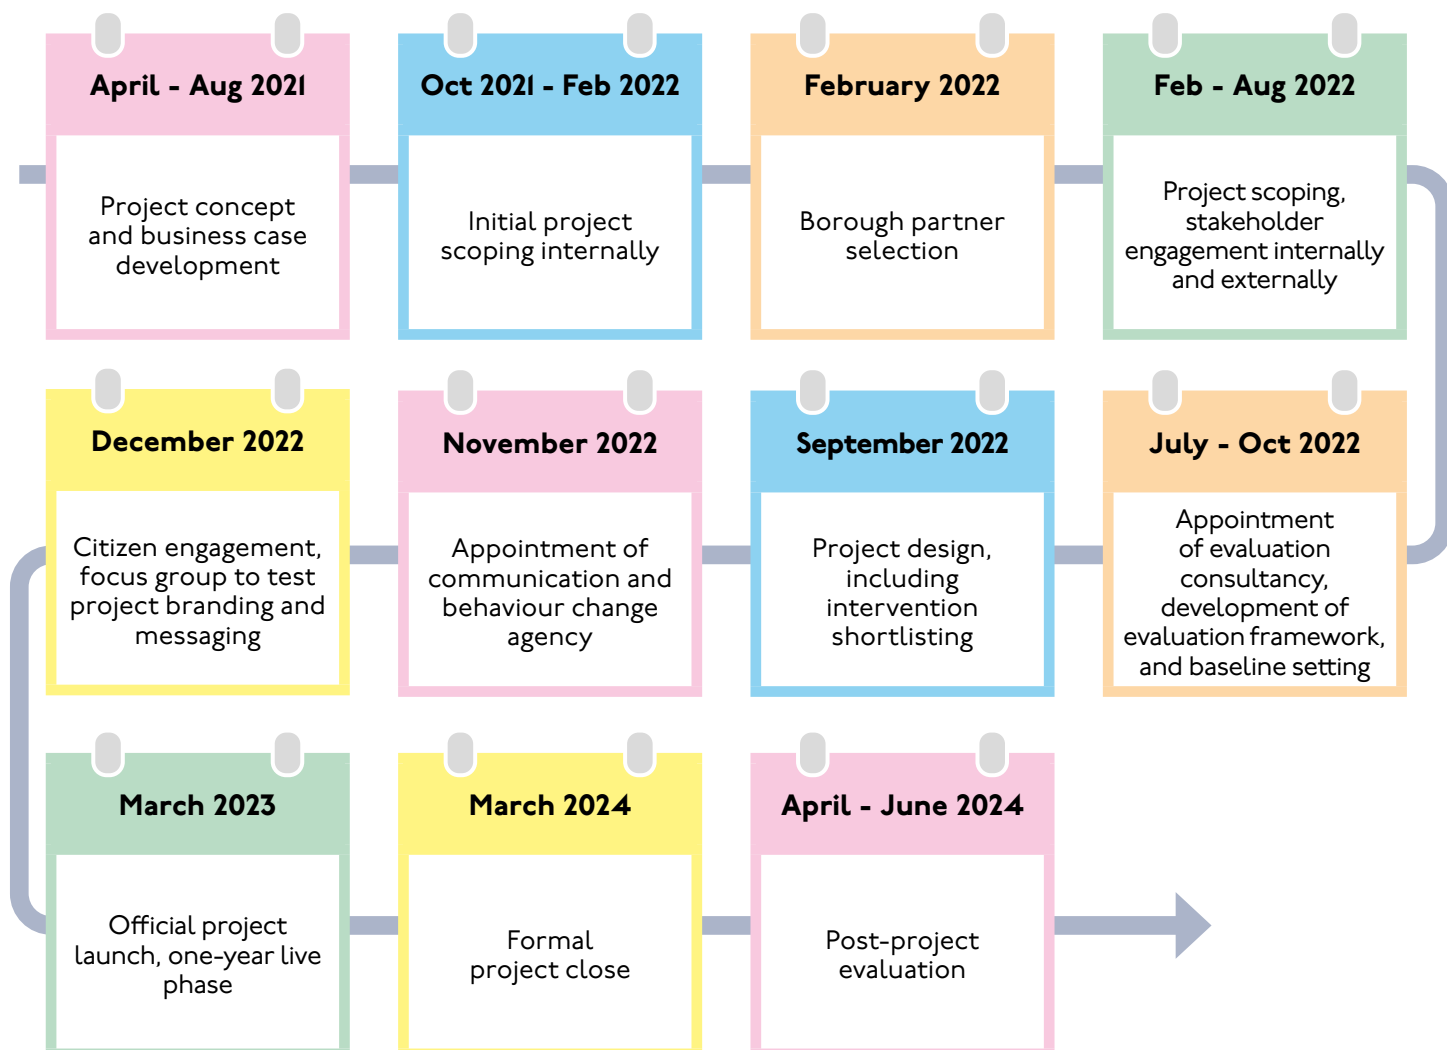 April - Aug 2021
Project concept
and business case
development
Oct 2021 - Feb 2022
Initial project
scoping internally
February 2022
Borough partner
selection
Feb - Aug 2022
Project scoping,
stakeholder
engagement internally
and externally
July - Oct 2022
Appointment
of evaluation
consultancy,
development of
evaluation framework,
and baseline setting
September 2022
Project design,
including
intervention
shortlisting
November 2022
Appointment of
communication and
behaviour change
agency
December 2022
Citizen engagement,
focus group to test
project branding and
messaging
March 2023
Official project
launch, one-year live
phase
March 2024
Formal
project close
April - June 2024
Post-project
evaluation